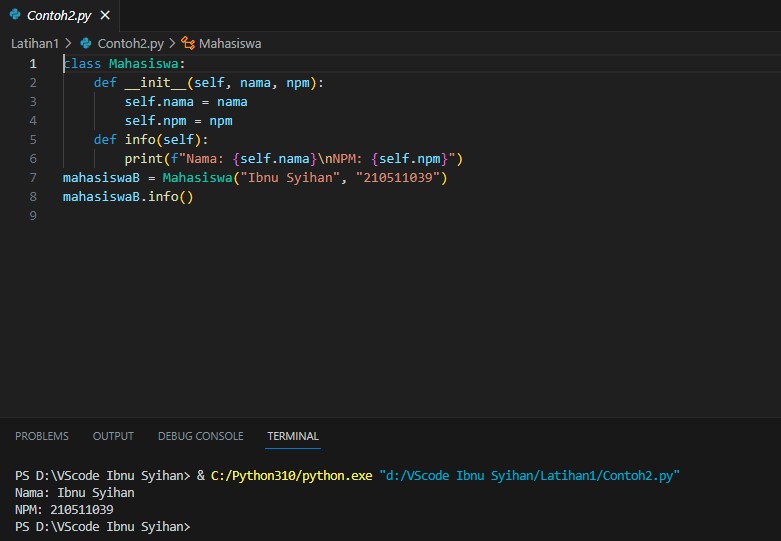 Contoh2.py
Latihan1 > Contoh2.py > Mahasiswa
1 class Mahasiswa:
2     def __init__(self, nama, npm):
3         self.nama = nama
4         self.npm = npm
5     def info(self):
6         print(f"Nama: {self.nama}\nNPM: {self.npm}")
7 mahasiswaB = Mahasiswa("Ibnu Syihan", "210511039")
8 mahasiswaB.info()
9
PROBLEMS OUTPUT DEBUG CONSOLE TERMINAL
PS D:\VScode Ibnu Syihan> & C:/Python310/python.exe "d:/VScode Ibnu Syihan/Latihan1/Contoh2.py"
Nama: Ibnu Syihan
NPM: 210511039
PS D:\VScode Ibnu Syihan>